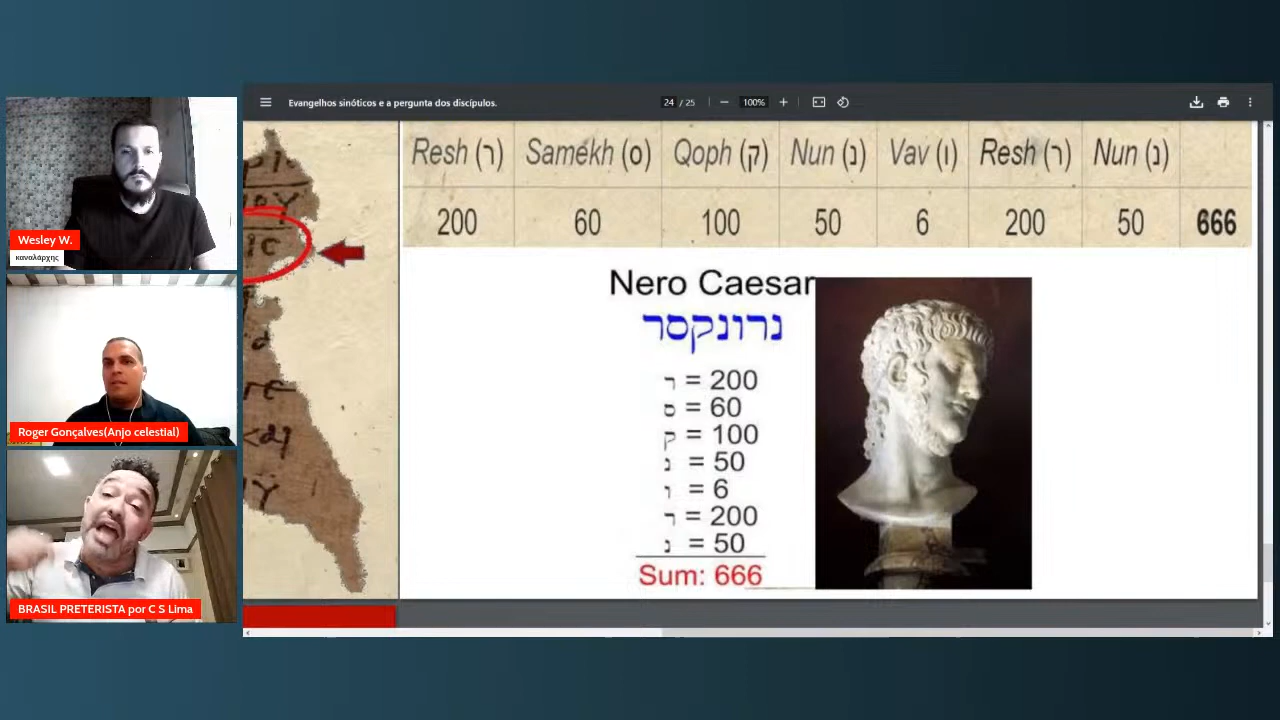 Wesley W.
καναλάρχης
Roger Gonçalves(Anjo celestial)
BRASIL PRETERISTA por C S Lima
Evangelhos sinóticos e a pergunta dos discípulos.
24 / 25
100%
Resh (ר) Samekh (ס) Qoph (ק) Nun (נ) Vav (ו) Resh (ר) Nun (נ)
200 60 100 50 6 200 50 666
Nero Caesar
נרונקסר
ר = 200
ס = 60
ק = 100
נ = 50
ו = 6
ר = 200
נ = 50
Sum: 666